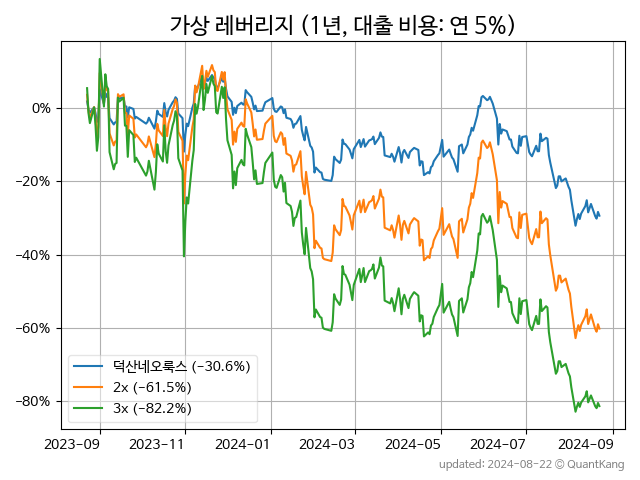 가상 레버리지 (1년, 대출 비용: 연 5%)
0%
−20%
−40%
−60%
−80%
덕산네오룩스 (−30.6%)
2x (−61.5%)
3x (−82.2%)
2023-09 2023-11 2024-01 2024-03 2024-05 2024-07 2024-09
updated: 2024-08-22 © QuantKang